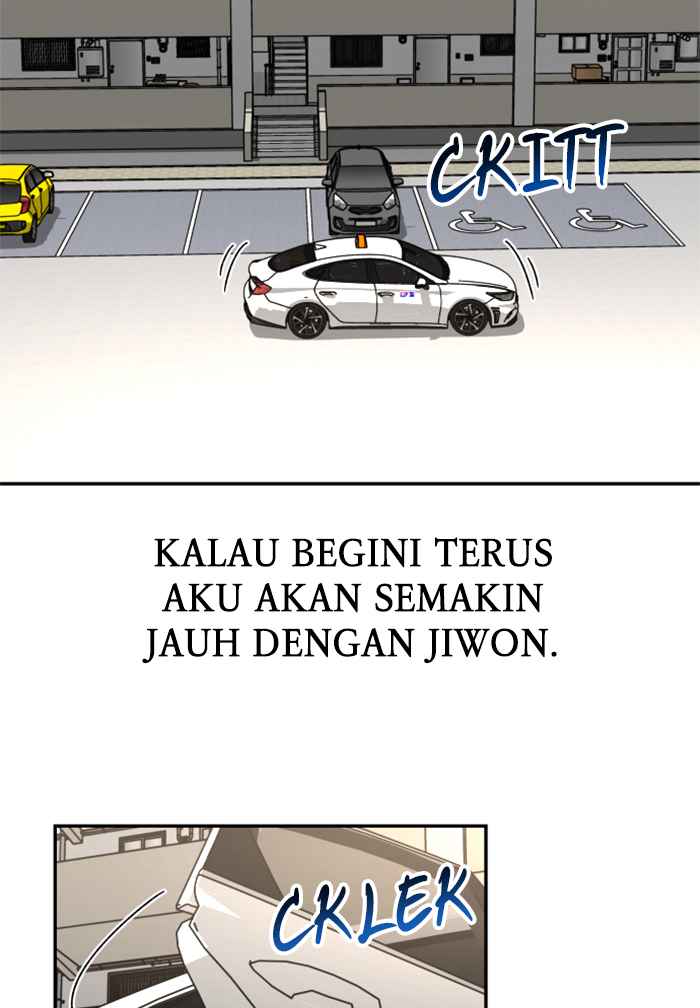 CKITT
KALAU BEGINI TERUS
AKU AKAN SEMAKIN
JAUH DENGAN JIWON.
CKLEK